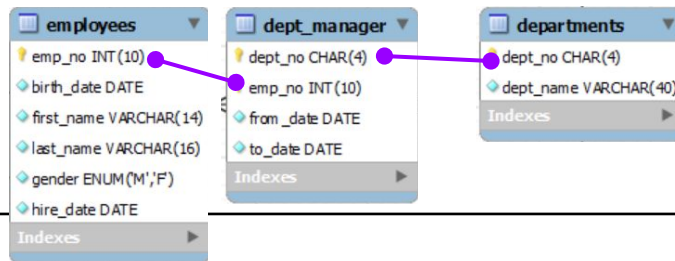 employees
emp_no INT(10)
birth_date DATE
first_name VARCHAR(14)
last_name VARCHAR(16)
gender ENUM('M','F')
hire_date DATE
Indexes
dept_manager
dept_no CHAR(4)
emp_no INT(10)
from_date DATE
to_date DATE
Indexes
departments
dept_no CHAR(4)
dept_name VARCHAR(40)
Indexes